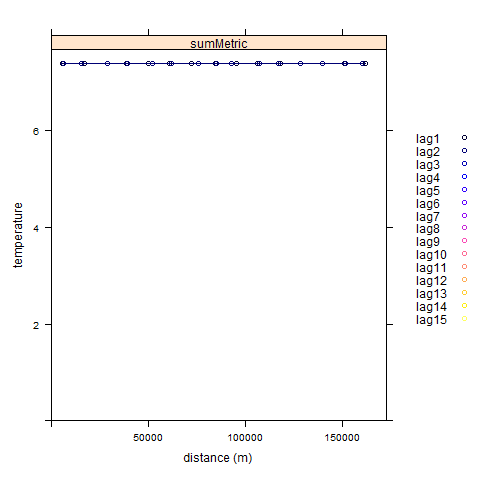 sumMetric
6
4
2
temperature
50000
100000
150000
distance (m)
lag1
lag2
lag3
lag4
lag5
lag6
lag7
lag8
lag9
lag10
lag11
lag12
lag13
lag14
lag15